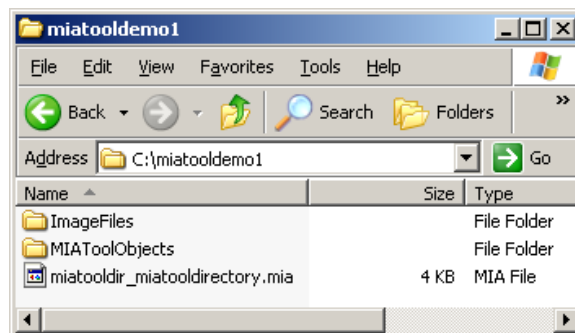 miatooldemo1
File Edit View Favorites Tools Help
Back Search Folders »
Address C:\miatooldemo1 Go
Name Size Type
ImageFiles File Folder
MIAToolObjects File Folder
miatooldir_miatooldirectory.mia 4 KB MIA File